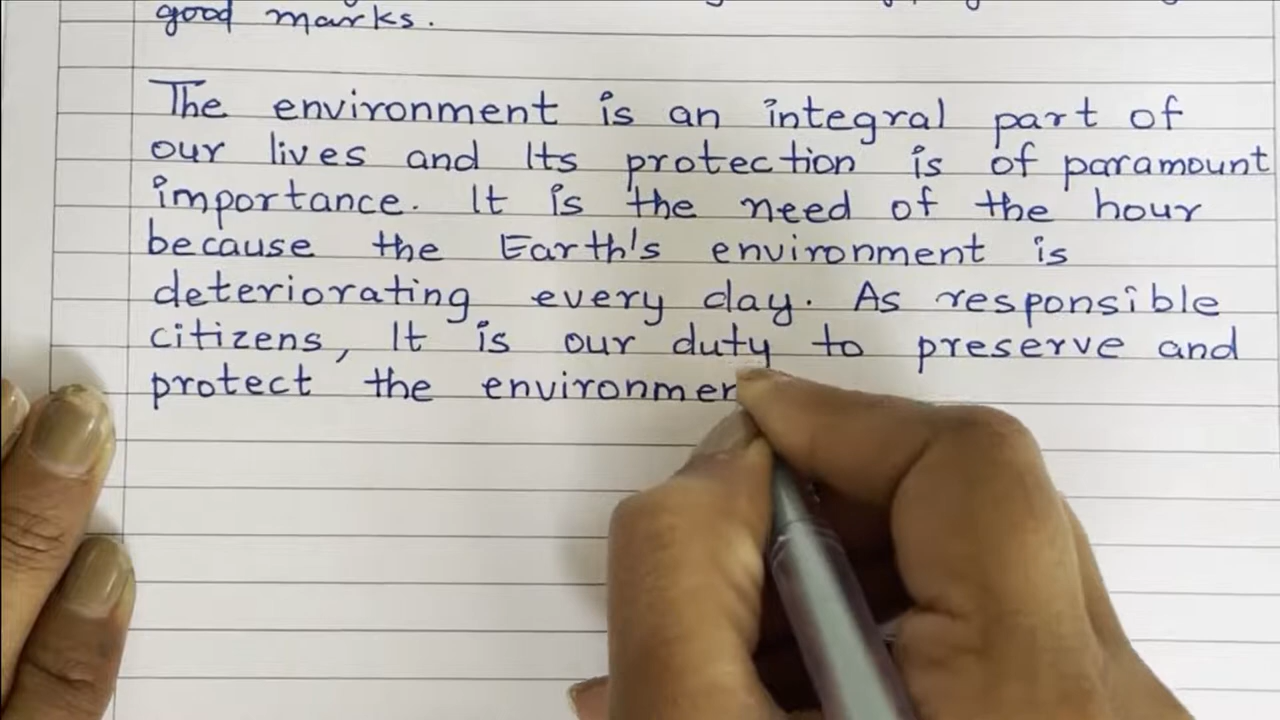 good marks.
The environment is an integral part of
our lives and Its protection is of paramount
importance. It is the need of the hour
because the Earth's environment is
deteriorating every day. As responsible
citizens, It is our duty to preserve and
protect the environmen